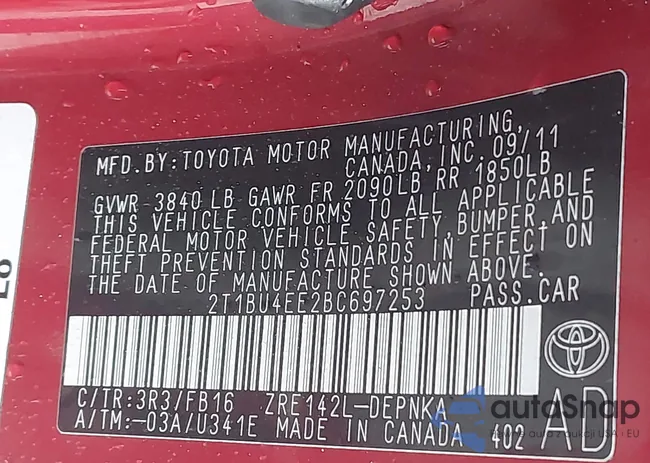 MFD.BY:TOYOTA MOTOR MANUFACTURING,
CANADA,INC. 09/11
GVWR 3840 LB GAWR FR 2090LB RR 1850LB
THIS VEHICLE CONFORMS TO ALL APPLICABLE
FEDERAL MOTOR VEHICLE SAFETY,BUMPER,AND
THEFT PREVENTION STANDARDS IN EFFECT ON
THE DATE OF MANUFACTURE SHOWN ABOVE.
2T1BU4EE2BC697253 PASS.CAR
C/TR:3R3/FB16 ZRE142L-DEPNKA
A/TM:-03A/U341E MADE IN CANADA 402
AD
autoSnap